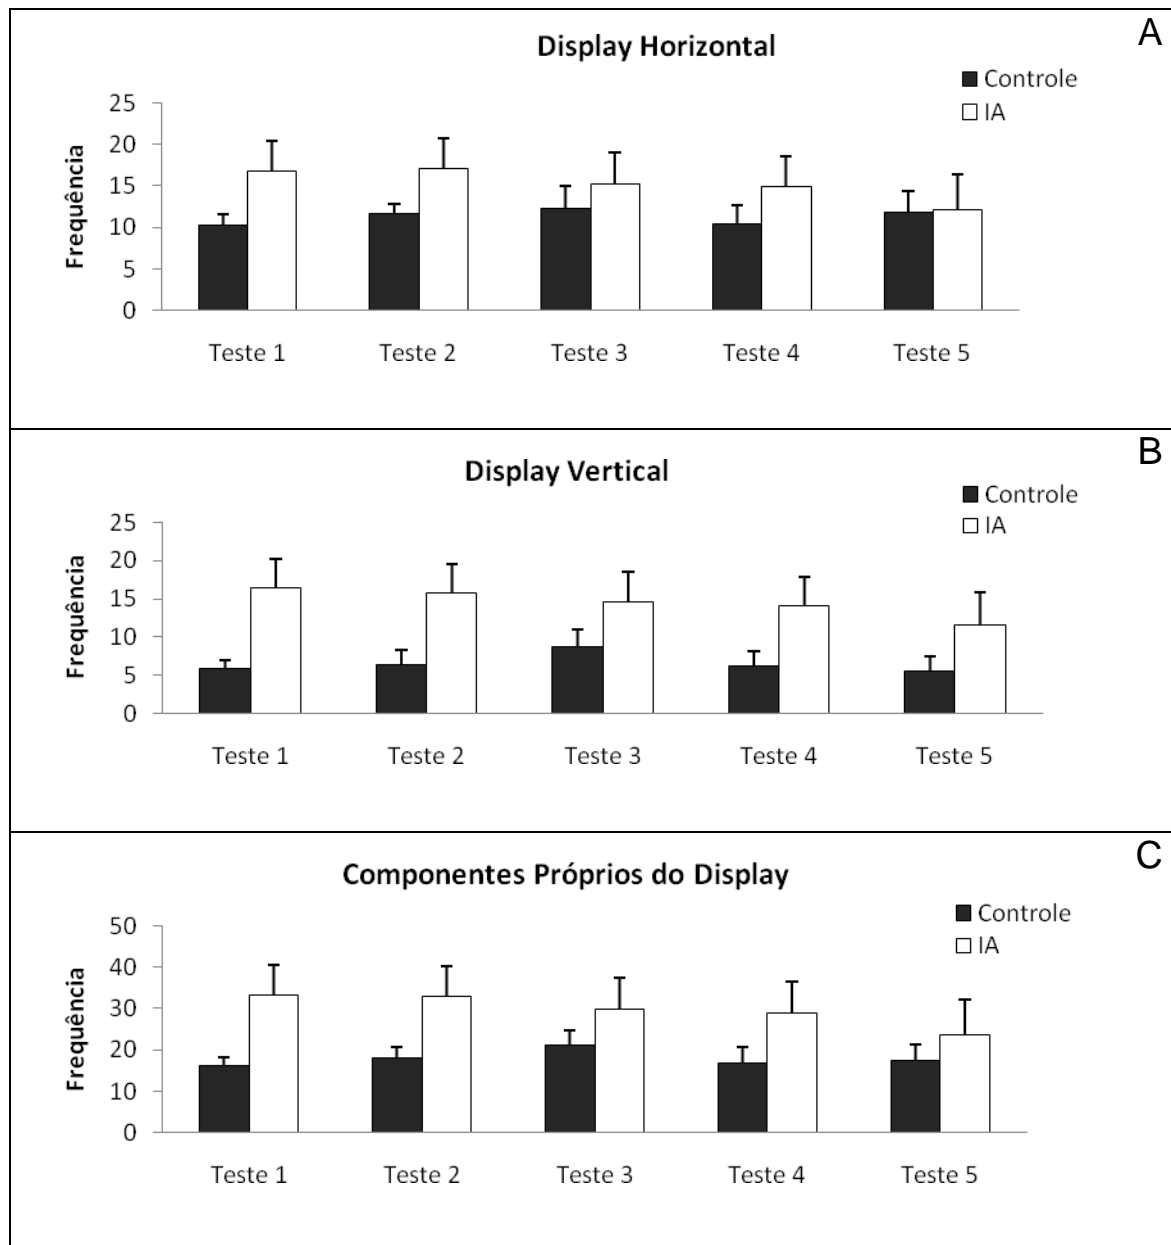 A
Display Horizontal
Controle
IA
Frequência
25
20
15
10
5
0
Teste 1 Teste 2 Teste 3 Teste 4 Teste 5
B
Display Vertical
Controle
IA
Frequência
25
20
15
10
5
0
Teste 1 Teste 2 Teste 3 Teste 4 Teste 5
C
Componentes Próprios do Display
Controle
IA
Frequência
50
40
30
20
10
0
Teste 1 Teste 2 Teste 3 Teste 4 Teste 5